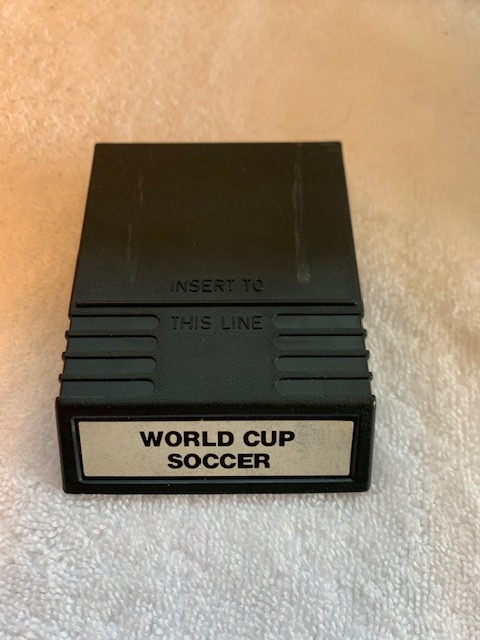 INSERT TO
THIS LINE
WORLD CUP
SOCCER